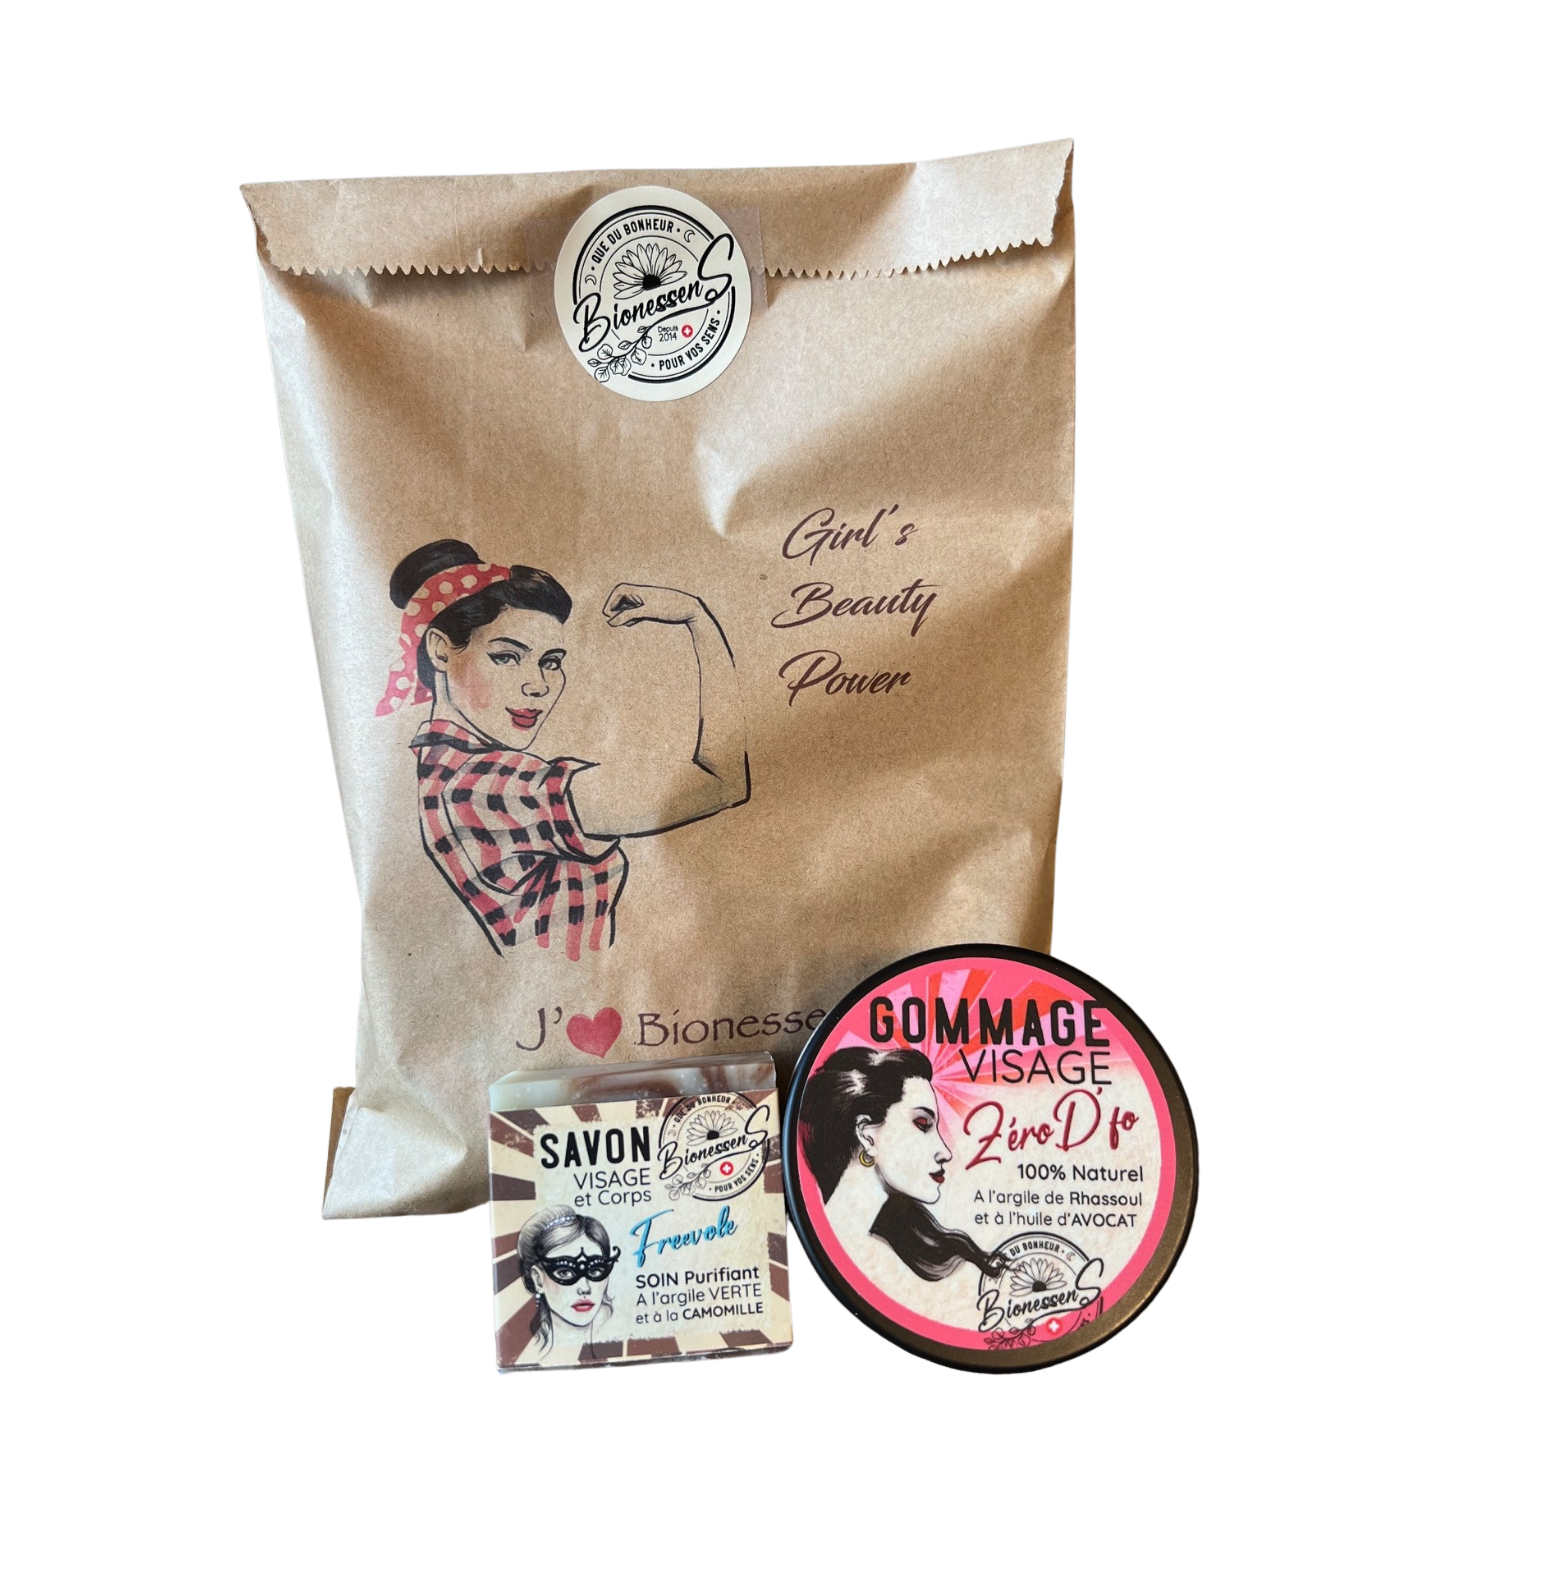 QUE DU BONHEUR
BionessenS
Depuis
2014
POUR VOS SENS
Girl's
Beauty
Power
J'♥ Bionesse
SAVON
VISAGE
et Corps
QUE DU BONHEUR
BionessenS
POUR VOS SENS
Freevole
SOIN Purifiant
A l'argile VERTE
et à la CAMOMILLE
GOMMAGE
VISAGE
Zéro D'fo
100% Naturel
A l'argile de Rhassoul
et à l'huile d'AVOCAT
DU BONHEUR
BionessenS